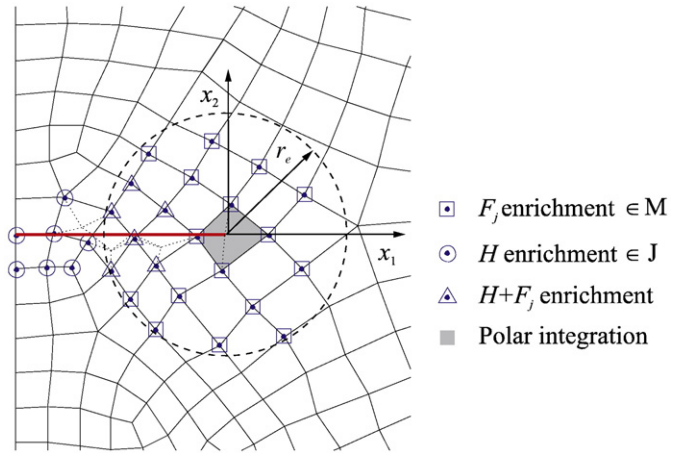 x₂
rₑ
x₁
Fⱼ enrichment ∈ M
H enrichment ∈ J
H+Fⱼ enrichment
Polar integration